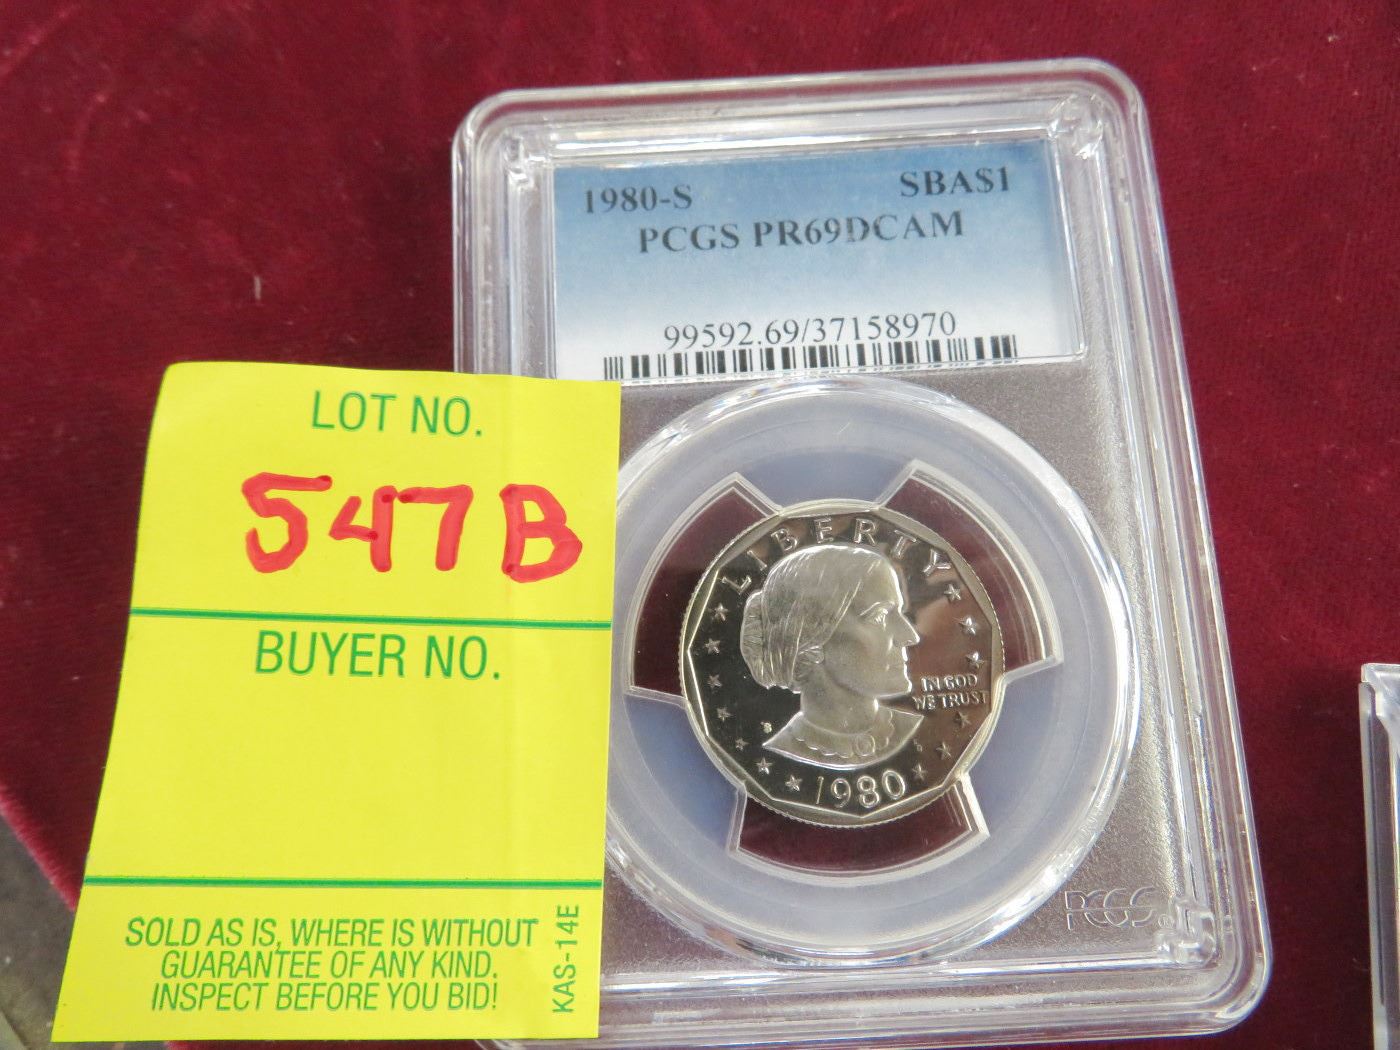 1980-S SBA$1
PCGS PR69DCAM
99592.69/37158970
LOT NO.
547B
BUYER NO.
SOLD AS IS, WHERE IS WITHOUT
GUARANTEE OF ANY KIND.
INSPECT BEFORE YOU BID!
KAS-14E
LIBERTY
IN GOD
WE TRUST
S
1980
PCGS